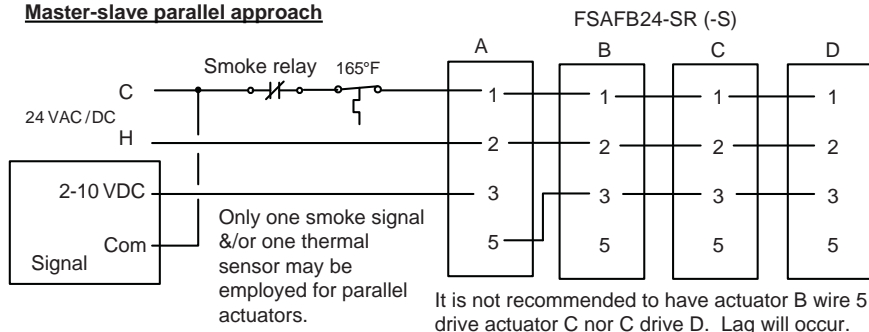 Master-slave parallel approach
FSAFB24-SR (-S)
A
B
C
D
Smoke relay
165°F
C
24 VAC/DC
H
1
1
1
1
2
2
2
2
2-10 VDC
3
3
3
3
Com
Signal
5
5
5
5
Only one smoke signal
&/or one thermal
sensor may be
employed for parallel
actuators.
It is not recommended to have actuator B wire 5
drive actuator C nor C drive D. Lag will occur.